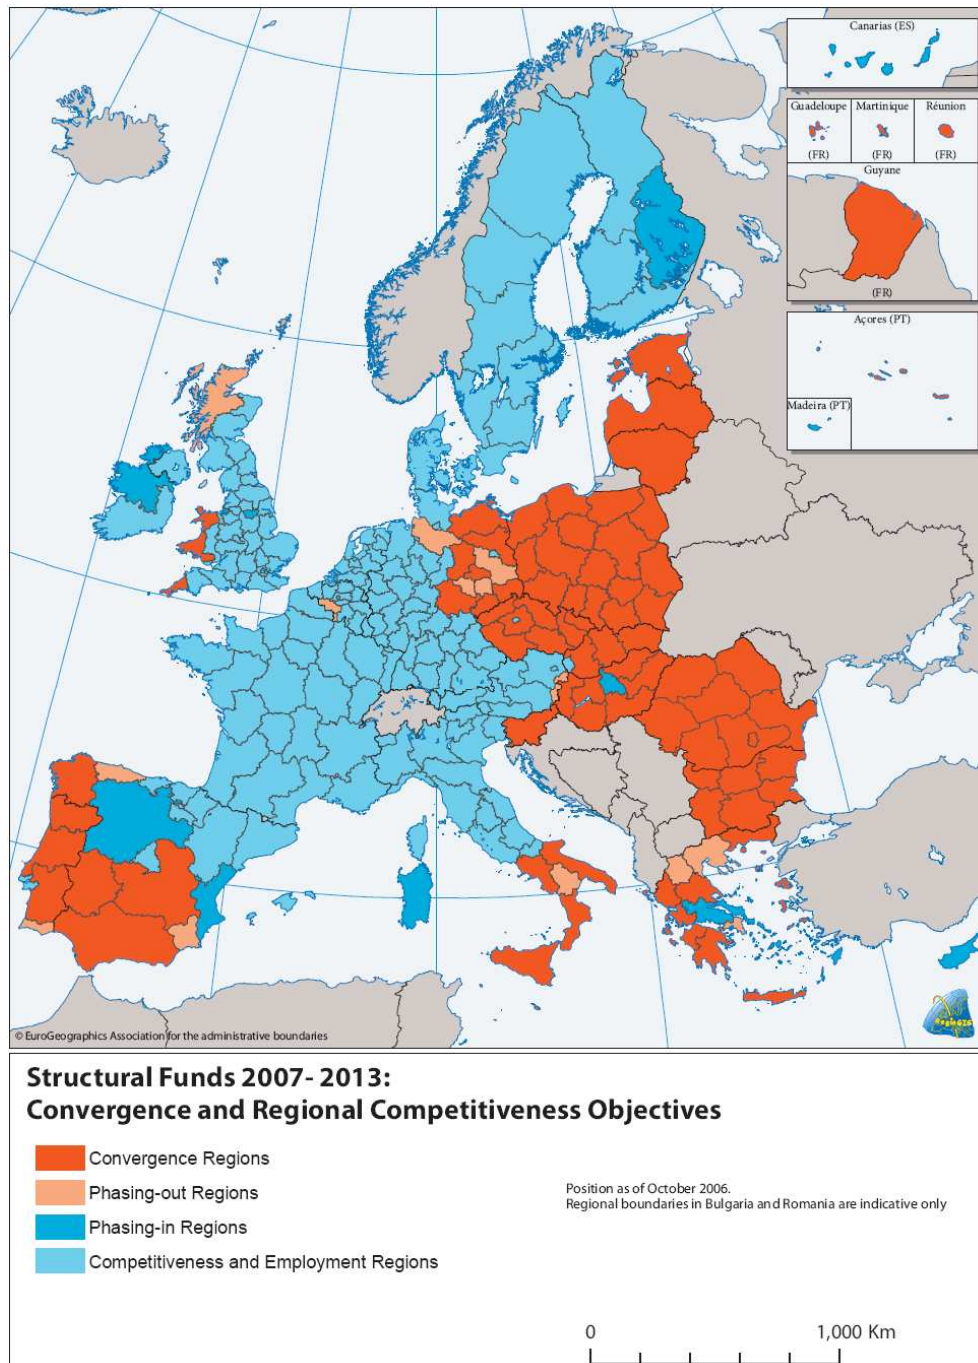 Canarias (ES)
Guadeloupe
Martinique
Réunion
(FR)
(FR)
(FR)
Guyane
(FR)
Açores (PT)
Madeira (PT)
© EuroGeographics Association for the administrative boundaries
Structural Funds 2007- 2013:
Convergence and Regional Competitiveness Objectives
Convergence Regions
Phasing-out Regions
Phasing-in Regions
Competitiveness and Employment Regions
Position as of October 2006.
Regional boundaries in Bulgaria and Romania are indicative only
0
1,000 Km